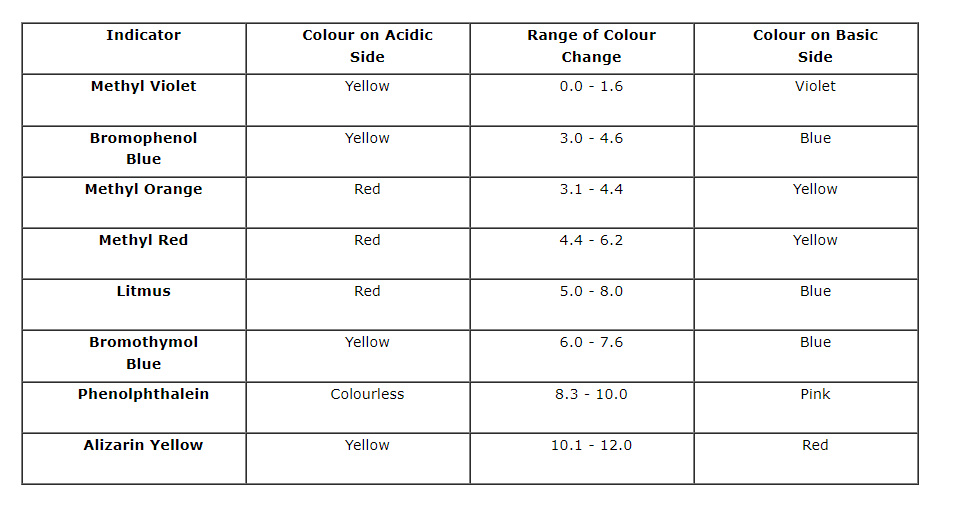 Indicator Colour on Acidic Side Range of Colour Change Colour on Basic Side
Methyl Violet Yellow 0.0 - 1.6 Violet
Bromophenol Blue Yellow 3.0 - 4.6 Blue
Methyl Orange Red 3.1 - 4.4 Yellow
Methyl Red Red 4.4 - 6.2 Yellow
Litmus Red 5.0 - 8.0 Blue
Bromothymol Blue Yellow 6.0 - 7.6 Blue
Phenolphthalein Colourless 8.3 - 10.0 Pink
Alizarin Yellow Yellow 10.1 - 12.0 Red